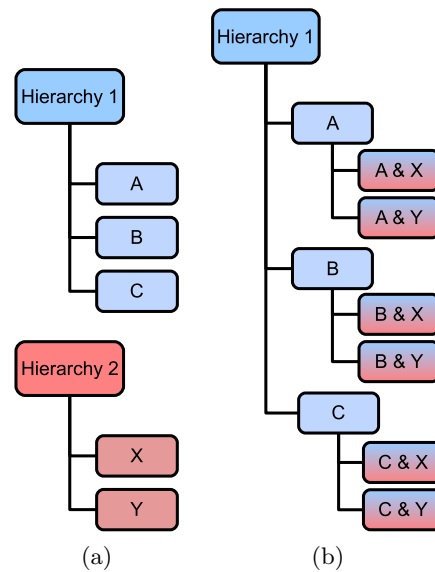 Hierarchy 1
A
B
C
Hierarchy 2
X
Y
(a)
Hierarchy 1
A
A & X
A & Y
B
B & X
B & Y
C
C & X
C & Y
(b)